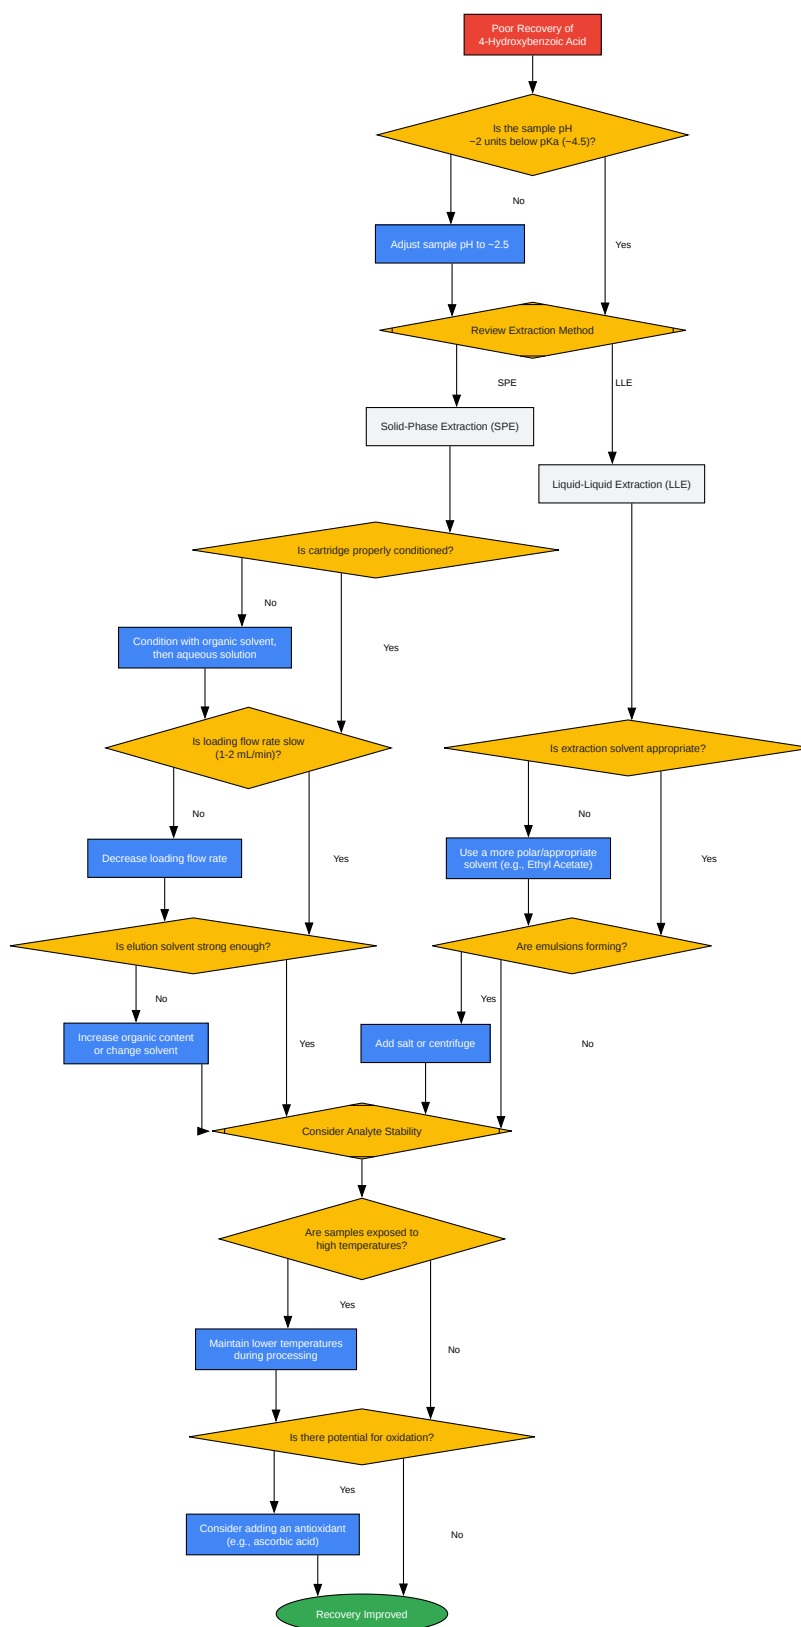 Poor Recovery of
4-Hydroxybenzoic Acid
Is the sample pH
~2 units below pKa (~4.5)?
No
Yes
Adjust sample pH to ~2.5
Review Extraction Method
SPE
LLE
Solid-Phase Extraction (SPE)
Liquid-Liquid Extraction (LLE)
Is cartridge properly conditioned?
No
Yes
Condition with organic solvent,
then aqueous solution
Is loading flow rate slow
(1-2 mL/min)?
Is extraction solvent appropriate?
No
No
Decrease loading flow rate
Yes
Use a more polar/appropriate
solvent (e.g., Ethyl Acetate)
Yes
Is elution solvent strong enough?
Are emulsions forming?
No
Yes
Increase organic content
or change solvent
Yes
Add salt or centrifuge
No
Consider Analyte Stability
Are samples exposed to
high temperatures?
Yes
Maintain lower temperatures
during processing
No
Is there potential for oxidation?
Yes
Consider adding an antioxidant
(e.g., ascorbic acid)
No
Recovery Improved